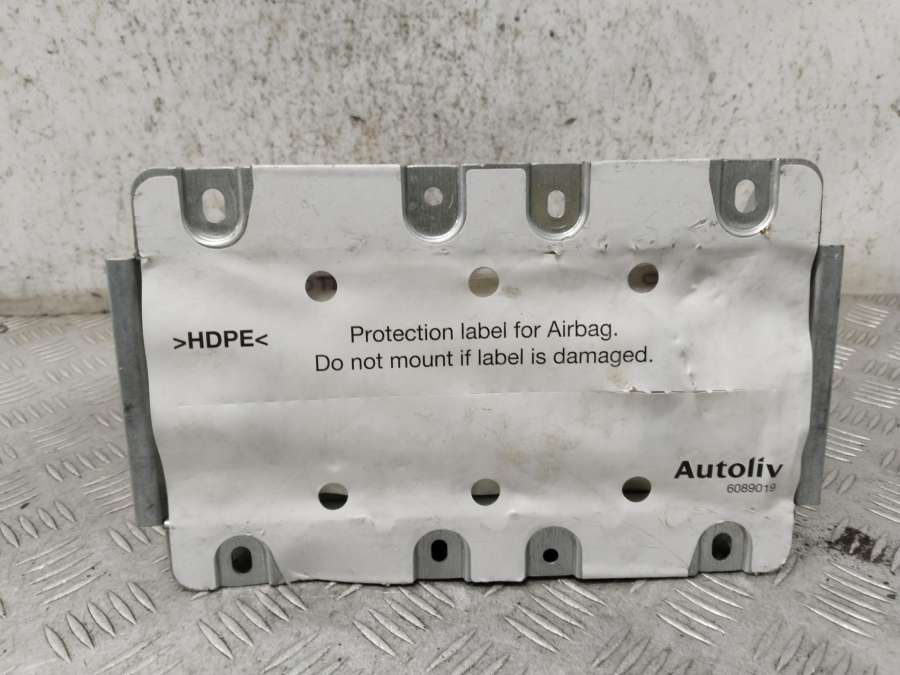 >HDPE<
Protection label for Airbag.
Do not mount if label is damaged.
Autoliv
6089019